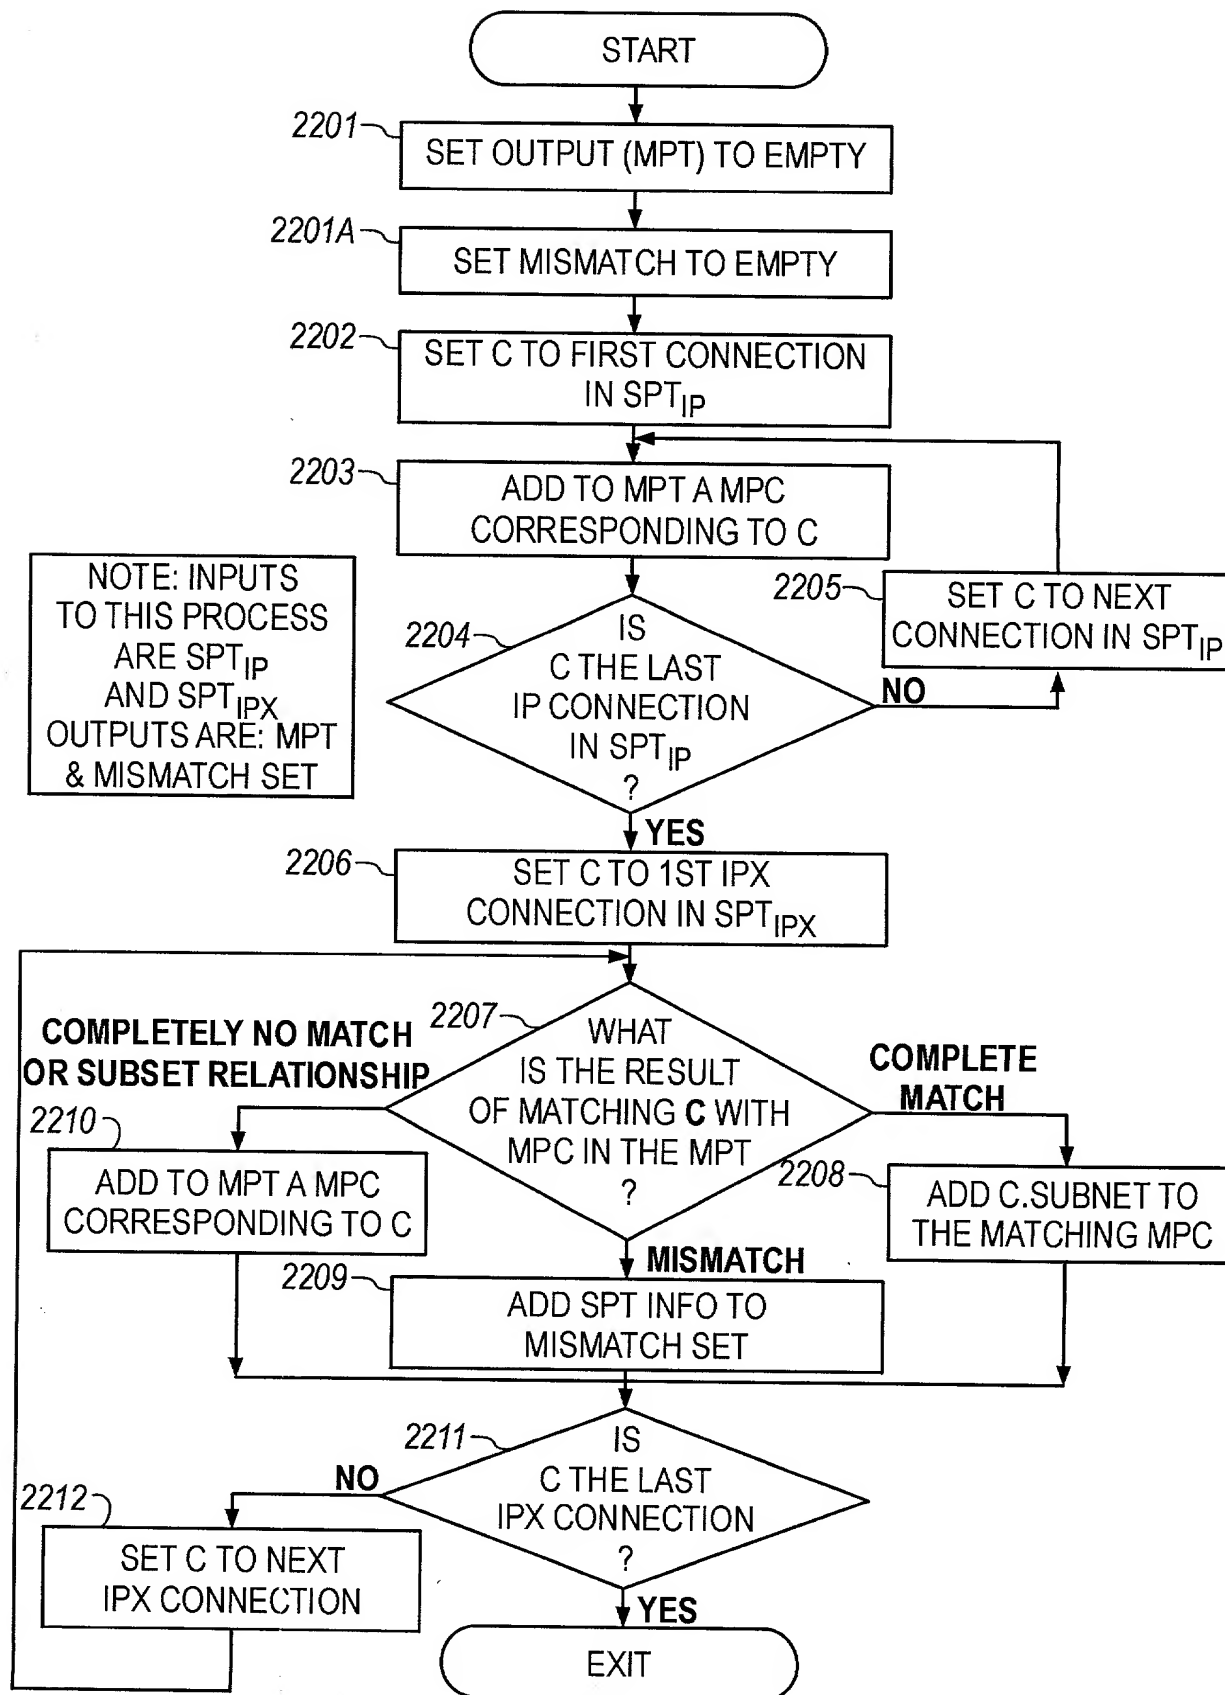 START
2201
SET OUTPUT (MPT) TO EMPTY
2201A
SET MISMATCH TO EMPTY
2202
SET C TO FIRST CONNECTION
IN SPTIP
2203
ADD TO MPT A MPC
CORRESPONDING TO C
NOTE: INPUTS
TO THIS PROCESS
ARE SPTIP
AND SPTIPX
OUTPUTS ARE: MPT
& MISMATCH SET
2204
IS
C THE LAST
IP CONNECTION
IN SPTIP
?
2205
SET C TO NEXT
CONNECTION IN SPTIP
NO
YES
2206
SET C TO 1ST IPX
CONNECTION IN SPTIPX
2207
WHAT
IS THE RESULT
OF MATCHING C WITH
MPC IN THE MPT
?
COMPLETELY NO MATCH
OR SUBSET RELATIONSHIP
COMPLETE
MATCH
2210
ADD TO MPT A MPC
CORRESPONDING TO C
2208
ADD C.SUBNET TO
THE MATCHING MPC
MISMATCH
2209
ADD SPT INFO TO
MISMATCH SET
2211
IS
C THE LAST
IPX CONNECTION
?
NO
2212
SET C TO NEXT
IPX CONNECTION
YES
EXIT